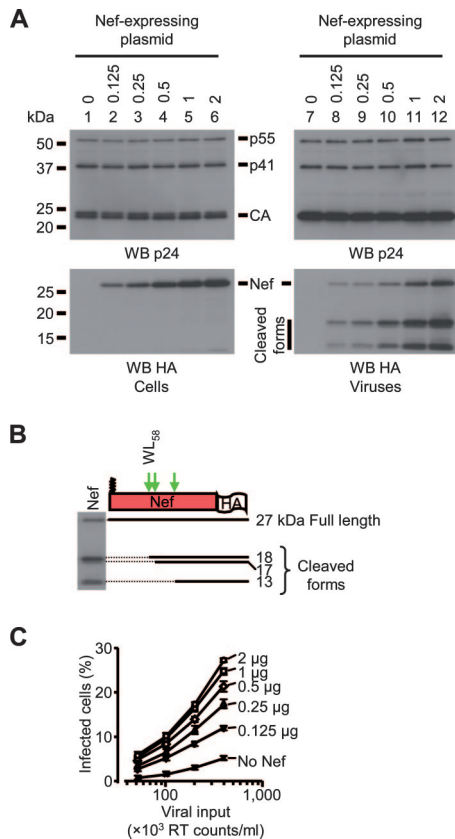 A
Nef-expressing plasmid
Nef-expressing plasmid
0 0.125 0.25 0.5 1 2
0 0.125 0.25 0.5 1 2
kDa 1 2 3 4 5 6
7 8 9 10 11 12
50
37
25
20
p55
p41
CA
WB p24
WB p24
25
20
15
Nef
Cleaved forms
WB HA
Cells
WB HA
Viruses
B
WL58
Nef
Nef
HA
27 kDa Full length
18
17
13
Cleaved forms
C
Infected cells (%)
30
20
10
0
2 µg
1 µg
0.5 µg
0.25 µg
0.125 µg
No Nef
100 1,000
Viral input
(×10³ RT counts/ml)